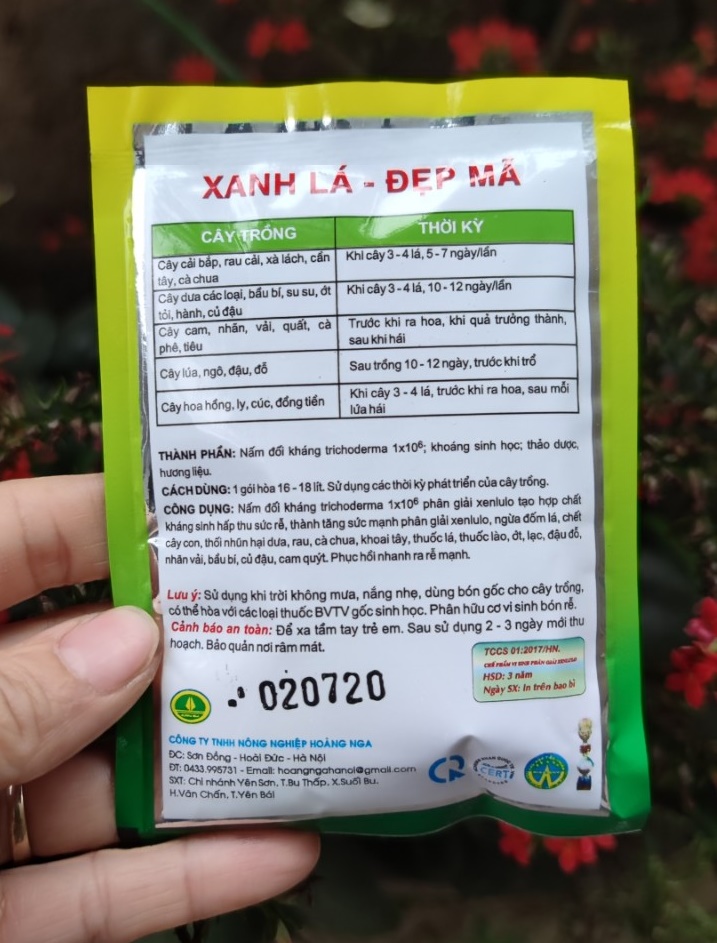 XANH LÁ - ĐẸP MÃ
CÂY TRỒNG THỜI KỲ
Cây cải bắp, rau cải, xà lách, cấn Khi cây 3 - 4 lá, 5 - 7 ngày/lần
tây, cà chua
Cây dưa các loại, bầu bí, su su, ớt Khi cây 3 - 4 lá, 10 - 12 ngày/lần
tỏi, hành, củ đậu
Cây cam, nhãn, vải, quất, cà Trước khi ra hoa, khi quả trưởng thành,
phê, tiêu sau khi hái
Cây lúa, ngô, đậu, đỗ Sau trồng 10 - 12 ngày, trước khi trổ
Cây hoa hồng, ly, cúc, đồng tiền Khi cây 3 - 4 lá, trước khi ra hoa, sau mỗi
lứa hái
THÀNH PHẦN: Nấm đối kháng trichoderma 1x10⁶; khoáng sinh học; thảo dược,
hương liệu.
CÁCH DÙNG: 1 gói hòa 16 - 18 lít. Sử dụng các thời kỳ phát triển của cây trồng.
CÔNG DỤNG: Nấm đối kháng trichoderma 1x10⁶ phân giải xenlulo tạo hợp chất
kháng sinh hấp thu sức rễ, thành tăng sức mạnh phân giải xenlulo, ngừa đốm lá, chết
cây con, thối nhũn hại dưa, rau, cà chua, khoai tây, thuốc lá, thuốc lào, ớt, lạc, đậu đỗ,
nhãn vải, bầu bí, củ đậu, cam quýt. Phục hồi nhanh ra rễ mạnh.
Lưu ý: Sử dụng khi trời không mưa, nắng nhẹ, dùng bón gốc cho cây trồng,
có thể hòa với các loại thuốc BVTV gốc sinh học. Phân hữu cơ vi sinh bón rễ.
Cảnh báo an toàn: Để xa tầm tay trẻ em. Sau sử dụng 2 - 3 ngày mới thu
hoạch. Bảo quản nơi râm mát.
TCCS 01:2017/HN.
CHẾ PHẨM VI SINH PHÂN GIẢI XENLULO
HSD: 3 năm
Ngày SX: In trên bao bì
020720
CÔNG TY TNHH NÔNG NGHIỆP HOÀNG NGA
ĐC: Sơn Đồng - Hoài Đức - Hà Nội
ĐT: 0433.995731 - Email: hoangngahanoi@gmail.com
SXT: Chi nhánh Yên Sơn, T.Bu Thấp, X.Suối Bu,
H.Văn Chấn, T.Yên Bái
CR
CERT